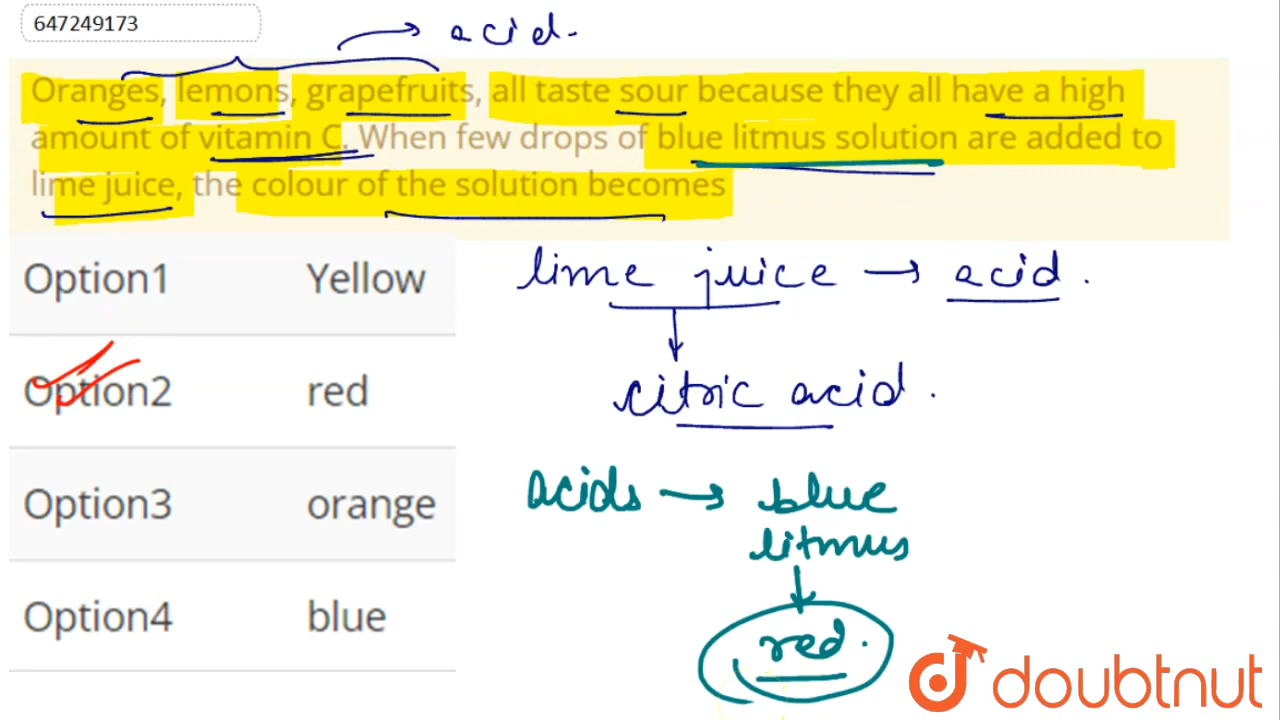 647249173
acid.
Oranges, lemons, grapefruits, all taste sour because they all have a high
amount of vitamin C. When few drops of blue litmus solution are added to
lime juice, the colour of the solution becomes
Option1 Yellow
lime juice → acid.
Option2 red
citric acid.
Option3 orange
acids → blue
litmus
Option4 blue
red.
doubtnut